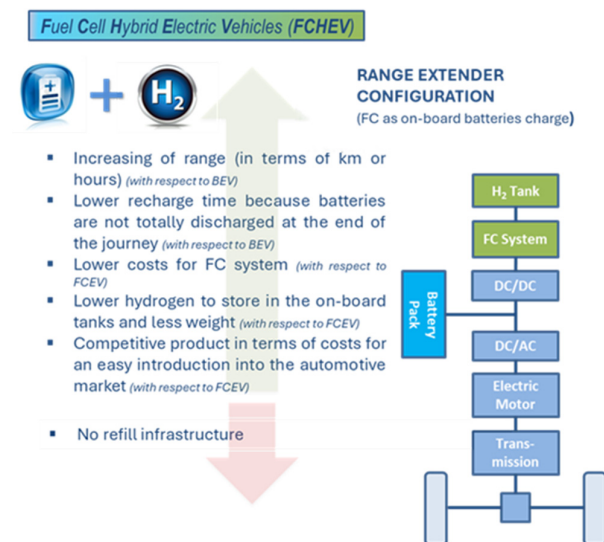 Fuel Cell Hybrid Electric Vehicles (FCHEV)
H2
RANGE EXTENDER
CONFIGURATION
(FC as on-board batteries charge)
▪ Increasing of range (in terms of km or
hours) (with respect to BEV)
▪ Lower recharge time because batteries
are not totally discharged at the end of
the journey (with respect to BEV)
▪ Lower costs for FC system (with respect to
FCEV)
▪ Lower hydrogen to store in the on-board
tanks and less weight (with respect to FCEV)
▪ Competitive product in terms of costs for
an easy introduction into the automotive
market (with respect to FCEV)
▪ No refill infrastructure
H2 Tank
FC System
DC/DC
Battery
Pack
DC/AC
Electric
Motor
Trans-
mission